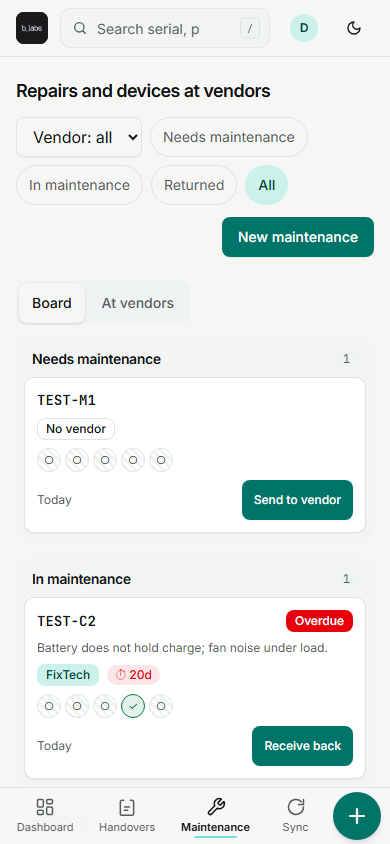 b_labs
Search serial, p
/
D
Repairs and devices at vendors
Vendor: all
Needs maintenance
In maintenance
Returned
All
New maintenance
Board
At vendors
Needs maintenance
1
TEST-M1
No vendor
Today
Send to vendor
In maintenance
1
TEST-C2
Overdue
Battery does not hold charge; fan noise under load.
FixTech
20d
Today
Receive back
Dashboard
Handovers
Maintenance
Sync